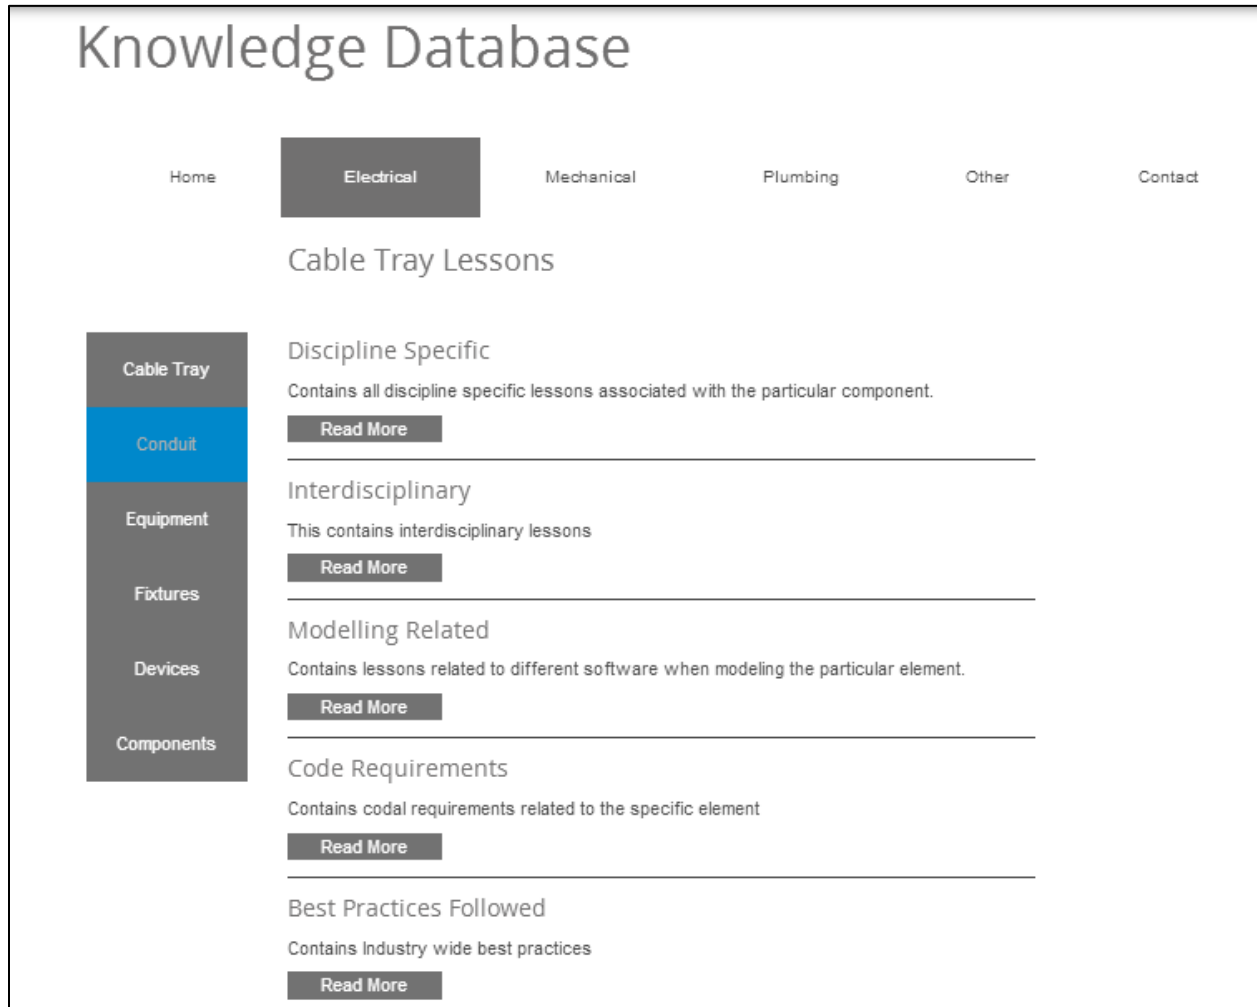 Knowledge Database
Home Electrical Mechanical Plumbing Other Contact
Cable Tray Lessons
Cable Tray
Conduit
Equipment
Fixtures
Devices
Components
Discipline Specific
Contains all discipline specific lessons associated with the particular component.
Read More
Interdisciplinary
This contains interdisciplinary lessons
Read More
Modelling Related
Contains lessons related to different software when modeling the particular element.
Read More
Code Requirements
Contains codal requirements related to the specific element
Read More
Best Practices Followed
Contains Industry wide best practices
Read More